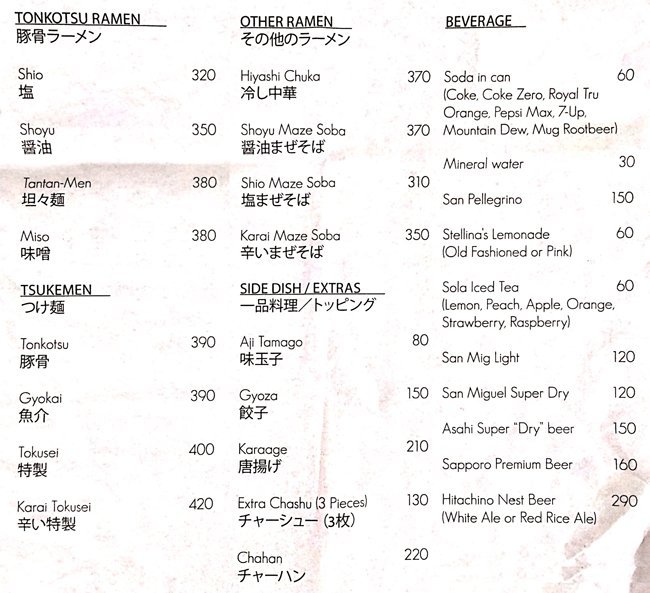 TONKOTSU RAMEN
豚骨ラーメン
Shio 320
塩
Shoyu 350
醤油
Tantan-Men 380
坦々麺
Miso 380
味噌
TSUKEMEN
つけ麺
Tonkotsu 390
豚骨
Gyokai 390
魚介
Tokusei 400
特製
Karai Tokusei 420
辛い特製
OTHER RAMEN
その他のラーメン
Hiyashi Chuka 370
冷し中華
Shoyu Maze Soba 370
醤油まぜそば
Shio Maze Soba 310
塩まぜそば
Karai Maze Soba 350
辛いまぜそば
SIDE DISH / EXTRAS
一品料理／トッピング
Aji Tamago 80
味玉子
Gyoza 150
餃子
Karaage 210
唐揚げ
Extra Chashu (3 Pieces) 130
チャーシュー（3枚）
Chahan 220
チャーハン
BEVERAGE
Soda in can 60
(Coke, Coke Zero, Royal Tru
Orange, Pepsi Max, 7-Up,
Mountain Dew, Mug Rootbeer)
Mineral water 30
San Pellegrino 150
Stellina's Lemonade 60
(Old Fashioned or Pink)
Sola Iced Tea 60
(Lemon, Peach, Apple, Orange,
Strawberry, Raspberry)
San Mig Light 120
San Miguel Super Dry 120
Asahi Super "Dry" beer 150
Sapporo Premium Beer 160
Hitachino Nest Beer 290
(White Ale or Red Rice Ale)